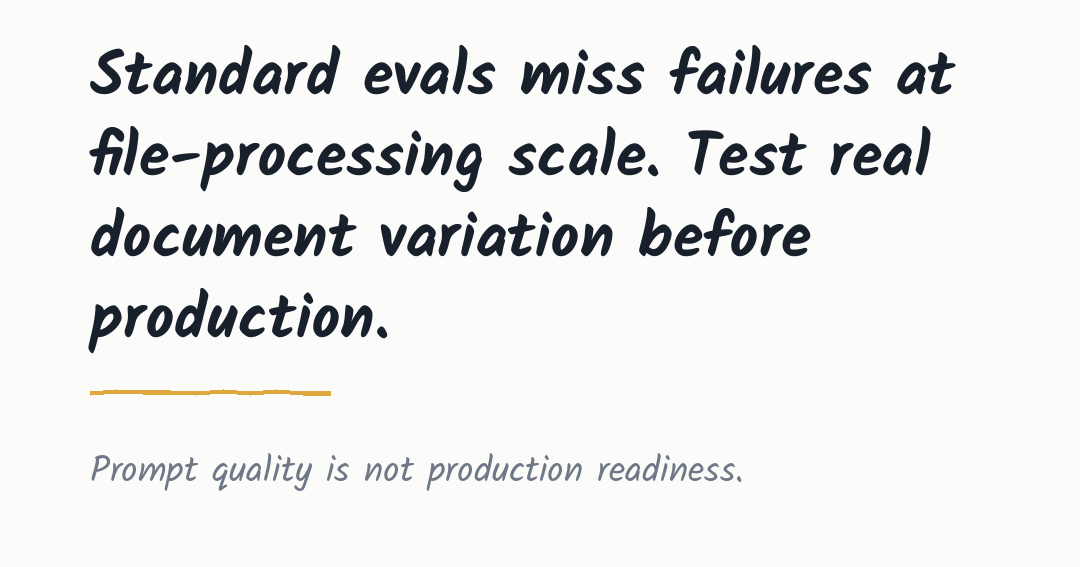 Standard evals miss failures at
file-processing scale. Test real
document variation before
production.
Prompt quality is not production readiness.